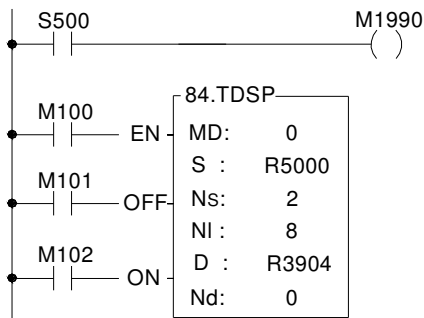 S500 M1990
84.TDSP
M100 EN MD: 0
S : R5000
M101 OFF Ns: 2
Nl : 8
M102 ON D : R3904
Nd: 0